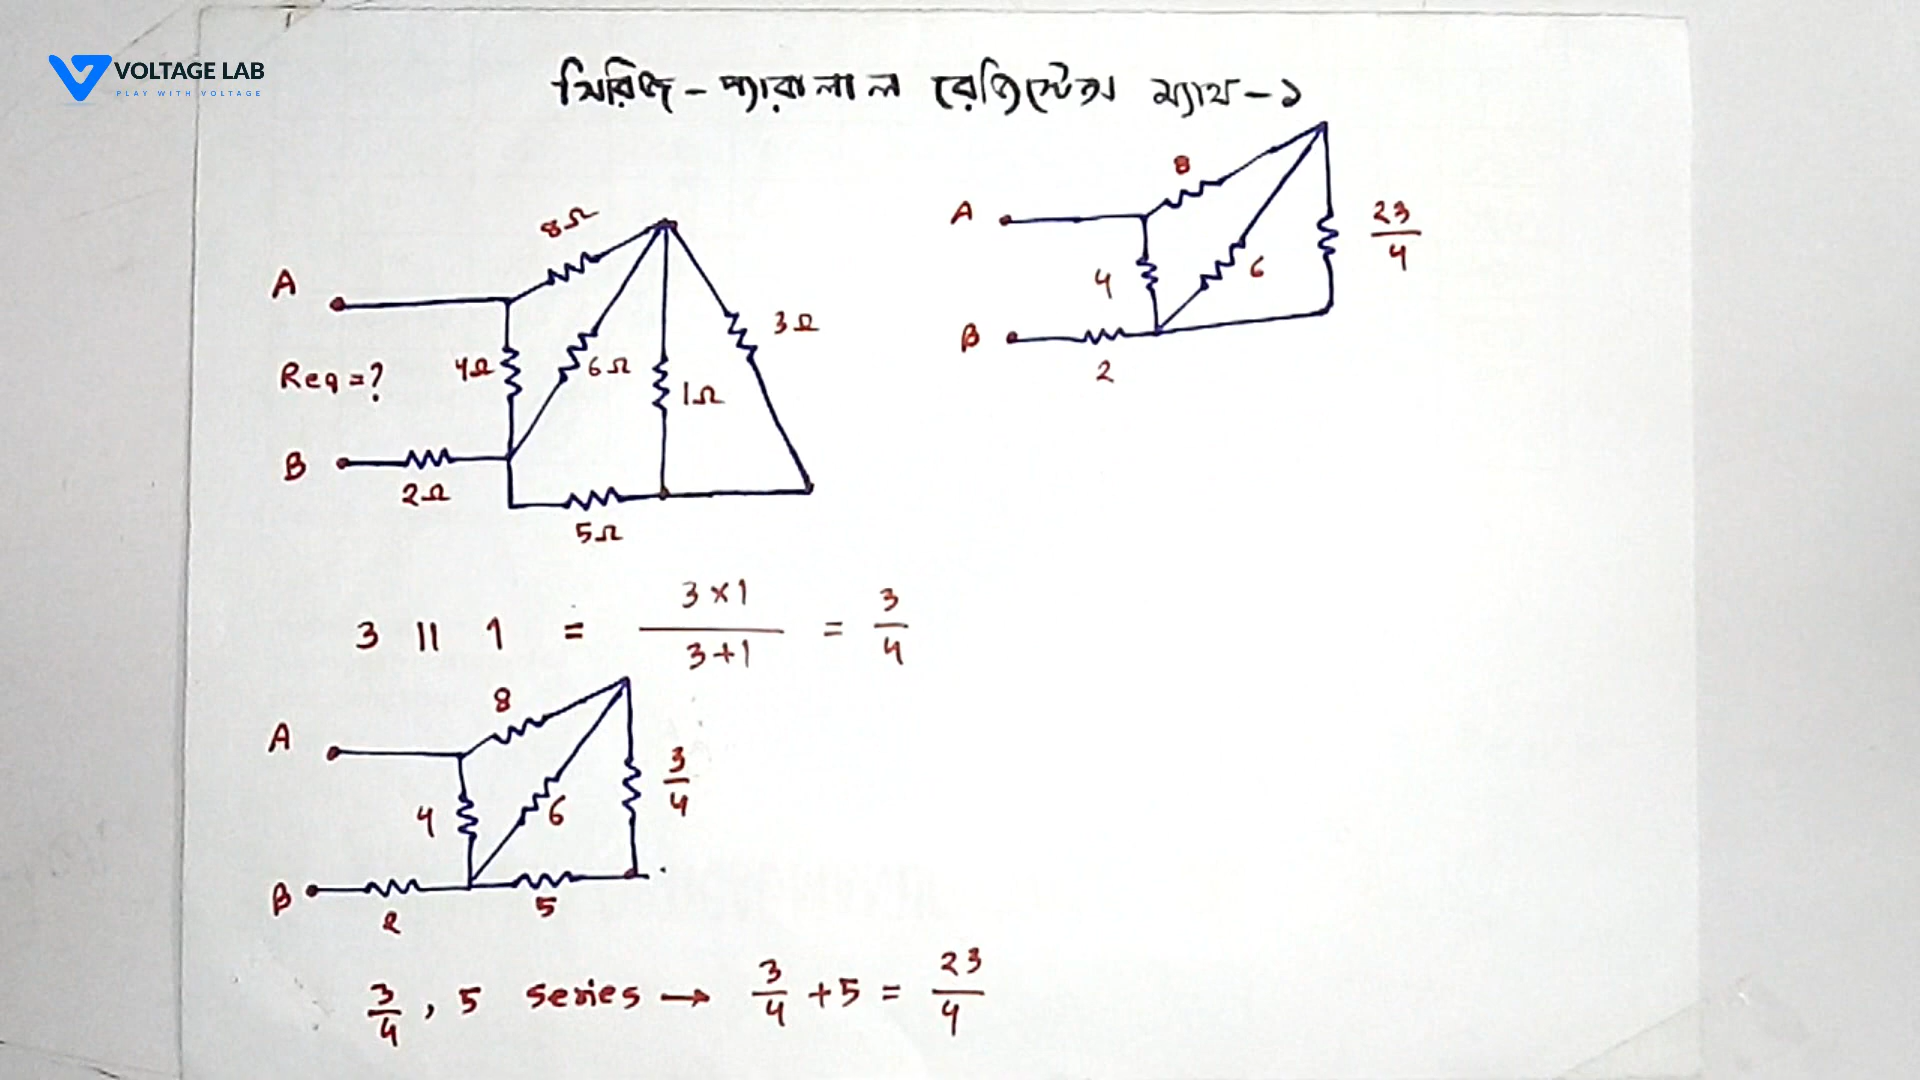 VOLTAGE LAB
PLAY WITH VOLTAGE
সিরিজ - প্যারালাল রেজিস্টেন্স ম্যাথ - ১
A
8Ω
Req = ?
4Ω
6Ω
1Ω
3Ω
B
2Ω
5Ω
A
8
4
6
23/4
B
2
3 || 1 = 3 × 1 / 3 + 1 = 3/4
A
8
4
6
3/4
B
2
5
3/4 , 5 series → 3/4 + 5 = 23/4